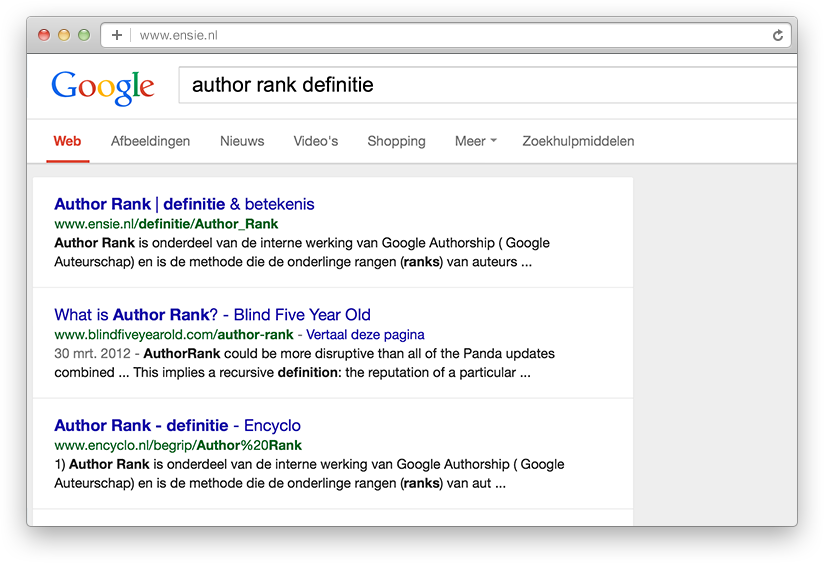 www.ensie.nl
Google author rank definitie
Web Afbeeldingen Nieuws Video's Shopping Meer Zoekhulpmiddelen
Author Rank | definitie & betekenis
www.ensie.nl/definitie/Author_Rank
Author Rank is onderdeel van de interne werking van Google Authorship ( Google
Auteurschap) en is de methode die de onderlinge rangen (ranks) van auteurs ...
What is Author Rank? - Blind Five Year Old
www.blindfiveyearold.com/author-rank - Vertaal deze pagina
30 mrt. 2012 - AuthorRank could be more disruptive than all of the Panda updates
combined ... This implies a recursive definition: the reputation of a particular ...
Author Rank - definitie - Encyclo
www.encyclo.nl/begrip/Author%20Rank
1) Author Rank is onderdeel van de interne werking van Google Authorship ( Google
Auteurschap) en is de methode die de onderlinge rangen (ranks) van aut ...